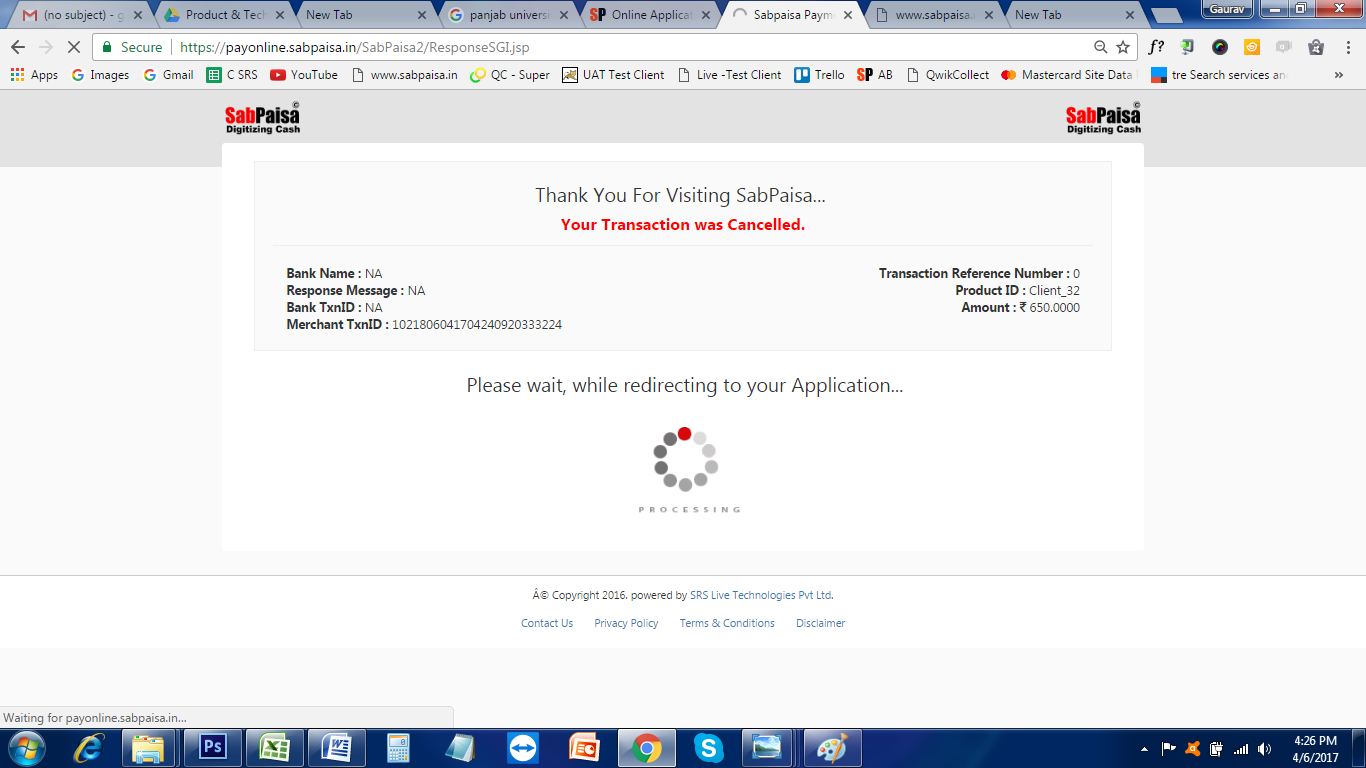 (no subject) - g
Product & Tech
New Tab
panjab universi
Online Applicat
Sabpaisa Payme
www.sabpaisa.i
New Tab
Gaurav
Secure
https://payonline.sabpaisa.in/SabPaisa2/ResponseSGI.jsp
f?
Apps
Images
Gmail
C SRS
YouTube
www.sabpaisa.in
QC - Super
UAT Test Client
Live -Test Client
Trello
AB
QwikCollect
Mastercard Site Data
tre Search services an
»
SabPaisa©
Digitizing Cash
SabPaisa©
Digitizing Cash
Thank You For Visiting SabPaisa...
Your Transaction was Cancelled.
Bank Name : NA
Response Message : NA
Bank TxnID : NA
Merchant TxnID : 1021806041704240920333224
Transaction Reference Number : 0
Product ID : Client_32
Amount : ₹ 650.0000
Please wait, while redirecting to your Application...
PROCESSING
Â© Copyright 2016. powered by SRS Live Technologies Pvt Ltd.
Contact Us
Privacy Policy
Terms & Conditions
Disclaimer
Waiting for payonline.sabpaisa.in...
4:26 PM
4/6/2017